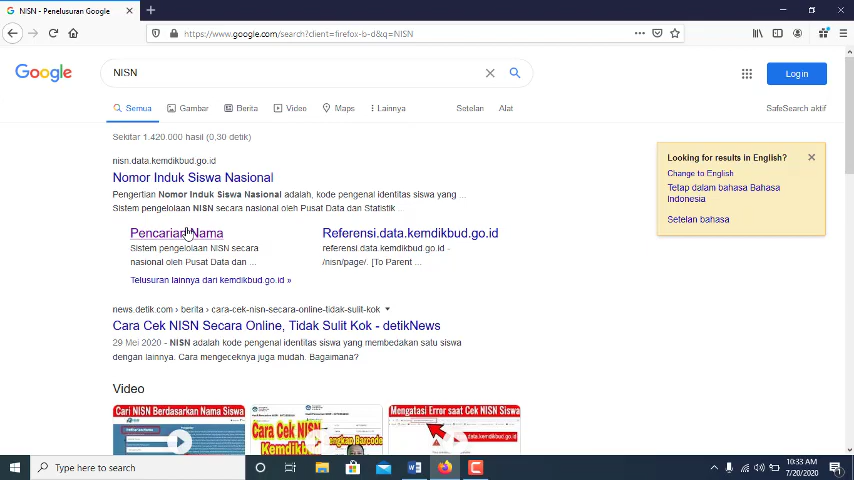 NISN - Penelusuran Google
https://www.google.com/search?client=firefox-b-d&q=NISN
Google
NISN
Login
Semua
Gambar
Berita
Video
Maps
Lainnya
Setelan
Alat
SafeSearch aktif
Sekitar 1.420.000 hasil (0,30 detik)
nisn.data.kemdikbud.go.id
Nomor Induk Siswa Nasional
Pengertian Nomor Induk Siswa Nasional adalah, kode pengenal identitas siswa yang ...
Sistem pengelolaan NISN secara nasional oleh Pusat Data dan Statistik ...
Pencarian Nama
Sistem pengelolaan NISN secara
nasional oleh Pusat Data dan ...
Referensi.data.kemdikbud.go.id
referensi.data.kemdikbud.go.id -
/nisn/page/. [To Parent ...
Telusuran lainnya dari kemdikbud.go.id »
Looking for results in English?
Change to English
Tetap dalam bahasa Bahasa
Indonesia
Setelan bahasa
news.detik.com › berita › cara-cek-nisn-secara-online-tidak-sulit-kok
Cara Cek NISN Secara Online, Tidak Sulit Kok - detikNews
29 Mei 2020 - NISN adalah kode pengenal identitas siswa yang membedakan satu siswa
dengan lainnya. Cara mengeceknya juga mudah. Bagaimana?
Video
Cari NISN Berdasarkan Nama Siswa
Cara Cek NISN
Kemdikbud
Mengatasi Error saat Cek NISN SISWA
data.kemdikbud.go.id
Type here to search
10:33 AM
7/20/2020